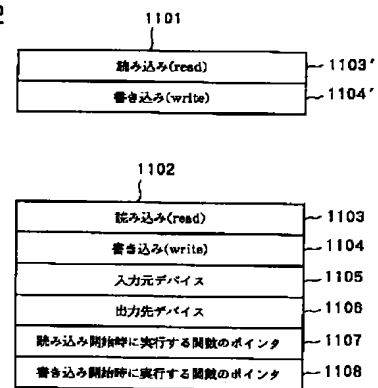 2
1101
読み込み(read) 1103'
書き込み(write) 1104'
1102
読み込み(read) 1103
書き込み(write) 1104
入力元デバイス 1105
出力先デバイス 1106
読み込み開始時に実行する関数のポインタ 1107
書き込み開始時に実行する関数のポインタ 1108